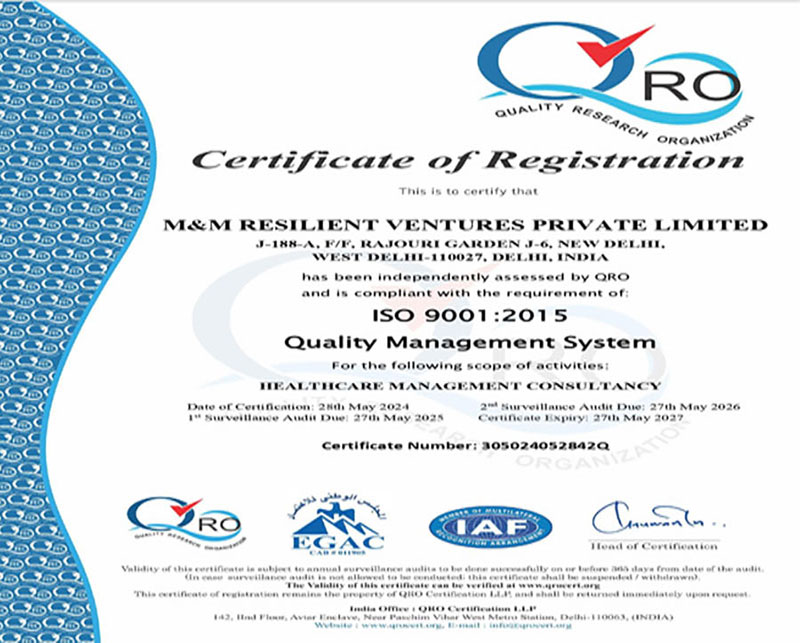 QRO
QUALITY RESEARCH ORGANIZATION
Certificate of Registration
This is to certify that
M&M RESILIENT VENTURES PRIVATE LIMITED
J-188-A, F/F, RAJOURI GARDEN J-6, NEW DELHI,
WEST DELHI-110027, DELHI, INDIA
has been independently assessed by QRO
and is compliant with the requirement of:
ISO 9001:2015
Quality Management System
For the following scope of activities:
HEALTHCARE MANAGEMENT CONSULTANCY
Date of Certification: 28th May 2024 2nd Surveillance Audit Due: 27th May 2026
1st Surveillance Audit Due: 27th May 2025 Certificate Expiry: 27th May 2027
Certificate Number: 305024052842Q
QRO
QUALITY RESEARCH ORGANIZATION
المجلس الوطني للاعتماد
EGAC
CAB # 011905
MEMBER OF MULTILATERAL
IAF
RECOGNITION ARRANGEMENT
Head of Certification
Validity of this certificate is subject to annual surveillance audits to be done successfully on or before 365 days from date of the audit.
(In case surveillance audit is not allowed to be conducted; this certificate shall be suspended / withdrawn).
The Validity of this certificate can be verified at www.qrocert.org
This certificate of registration remains the property of QRO Certification LLP, and shall be returned immediately upon request.
India Office : QRO Certification LLP
142, IInd Floor, Avtar Enclave, Near Paschim Vihar West Metro Station, Delhi-110063, (INDIA)
Website : www.qrocert.org, E-mail : info@qrocert.org